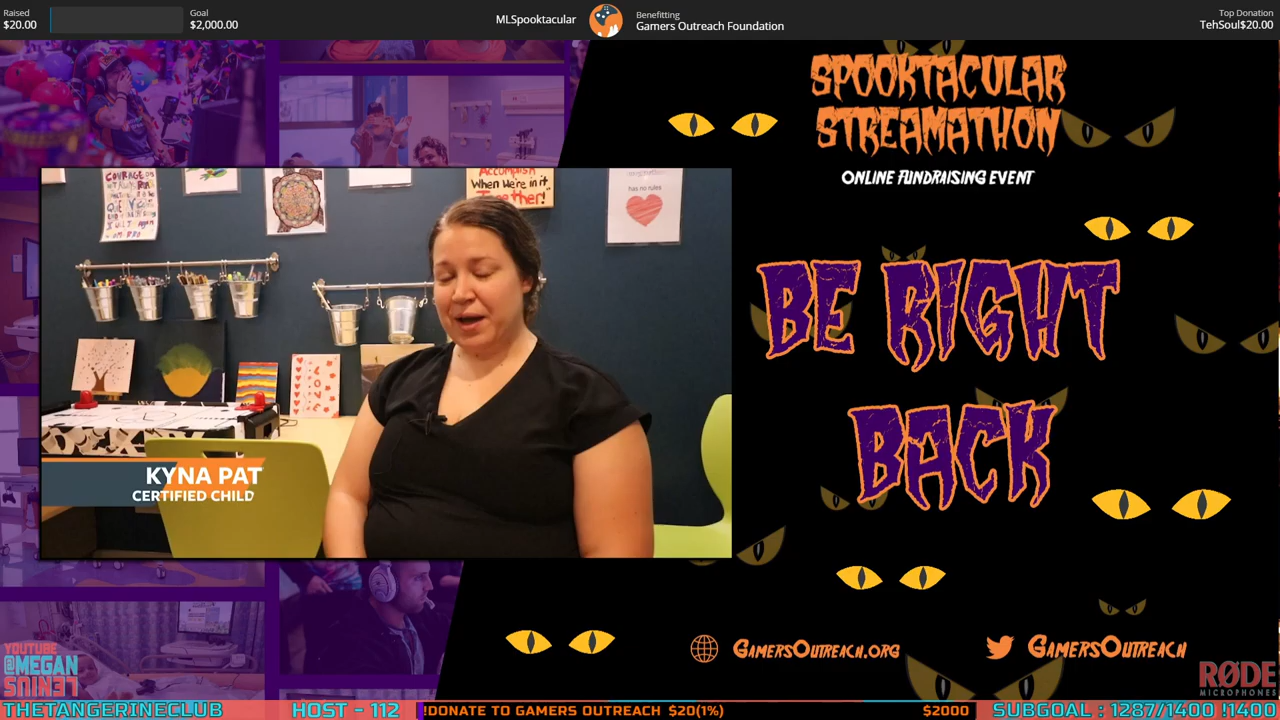 Raised
$20.00
Goal
$2,000.00
MLSpooktacular
Benefitting
Gamers Outreach Foundation
Top Donation
TehSoul$20.00
SPOOKTACULAR
STREAMATHON
ONLINE FUNDRAISING EVENT
COURAGE
Accomplish
When We're in it
Together!
has no rules
LOVE
BE RIGHT
BACK
KYNA PAT
CERTIFIED CHILD
GAMERSOUTREACH.ORG
GAMERSOUTREACH
YOUTUBE
@MEGAN
LENIUS
RØDE
MICROPHONES
THETANGERINECLUB
HOST - 112
!DONATE TO GAMERS OUTREACH $20(1%)
$2000
SUBGOAL : 1287/1400 !1400